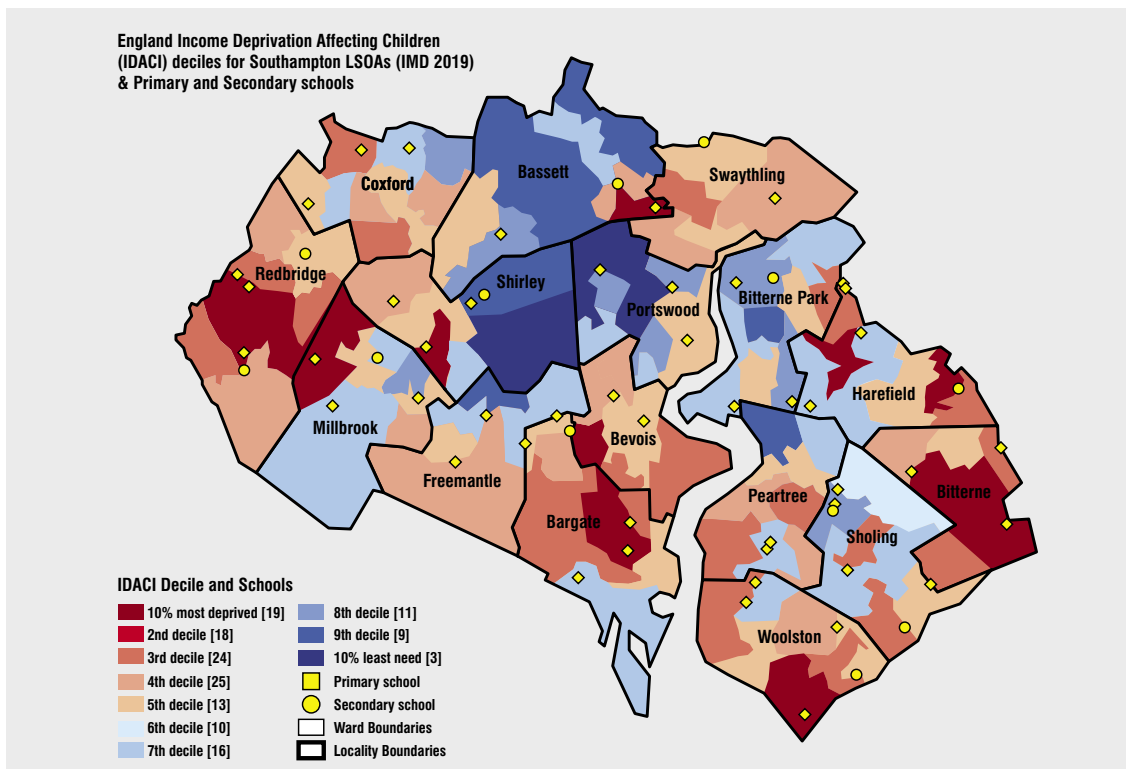 England Income Deprivation Affecting Children
(IDACI) deciles for Southampton LSOAs (IMD 2019)
& Primary and Secondary schools
Bassett
Swaythling
Coxford
Redbridge
Shirley
Portswood
Bitterne Park
Harefield
Millbrook
Bevois
Freemantle
Peartree
Bitterne
Bargate
Sholing
Woolston
IDACI Decile and Schools
10% most deprived [19]
2nd decile [18]
3rd decile [24]
4th decile [25]
5th decile [13]
6th decile [10]
7th decile [16]
8th decile [11]
9th decile [9]
10% least need [3]
Primary school
Secondary school
Ward Boundaries
Locality Boundaries